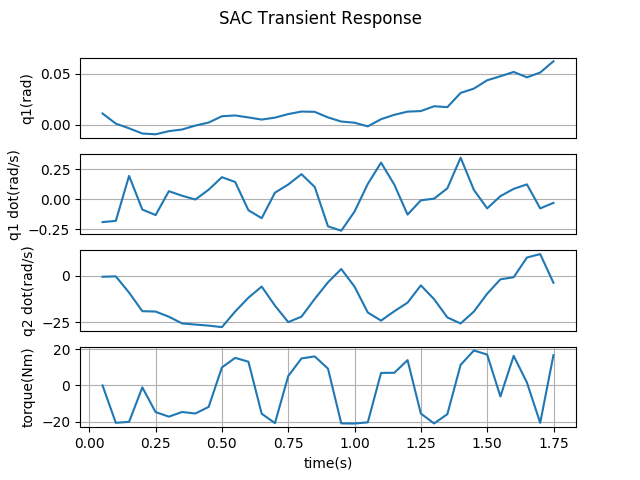 SAC Transient Response
q1(rad)
0.05
0.00
q1 dot(rad/s)
0.25
0.00
−0.25
q2 dot(rad/s)
0
−25
torque(Nm)
20
0
−20
0.00 0.25 0.50 0.75 1.00 1.25 1.50 1.75
time(s)